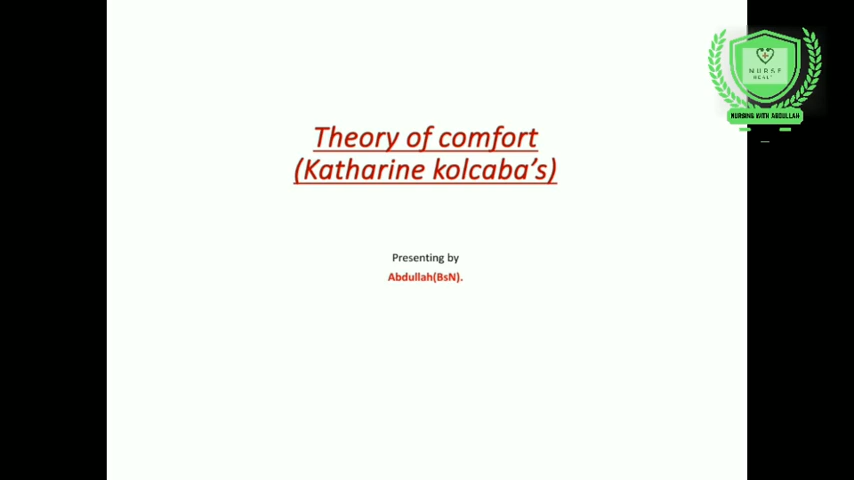 Theory of comfort
(Katharine kolcaba's)
Presenting by
Abdullah(BsN).
NURSE
NURSING WITH ABDULLAH